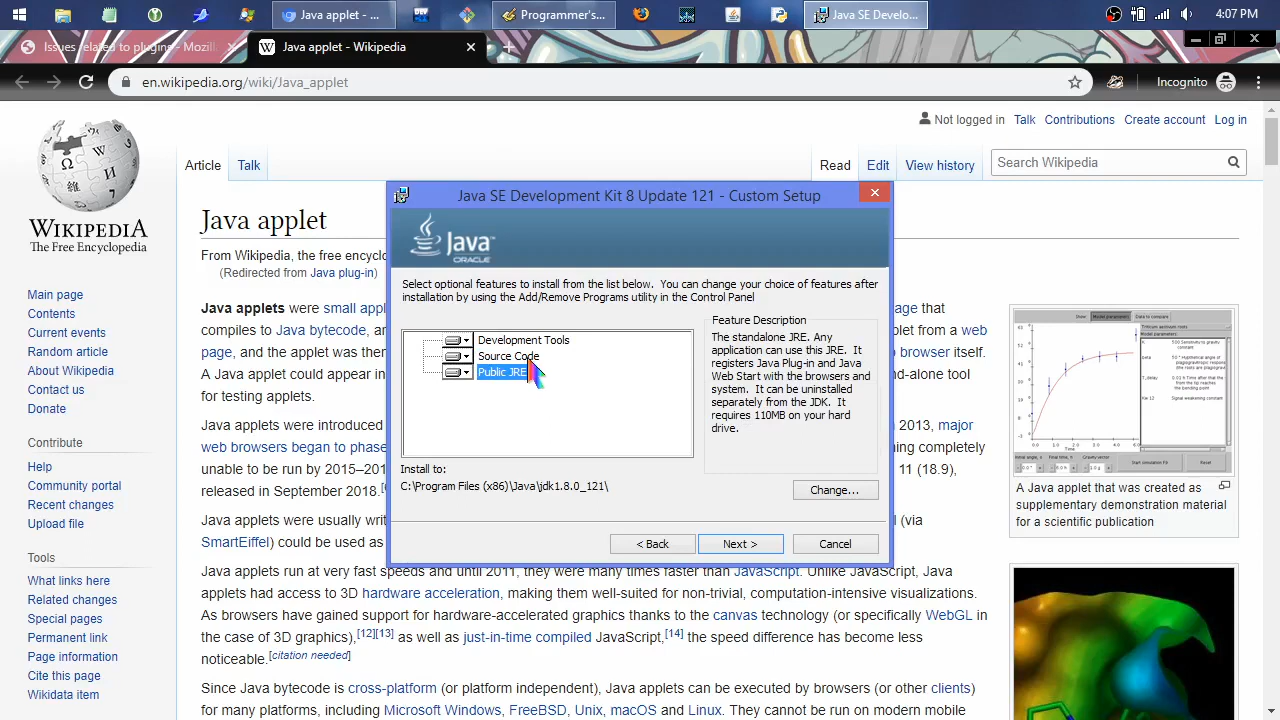 Java applet - ...
Programmer's...
Java SE Develo...
4:07 PM
Issues related to plugins - Mozill
Java applet - Wikipedia
en.wikipedia.org/wiki/Java_applet
Incognito
WIKIPEDIA
The Free Encyclopedia
Main page
Contents
Current events
Random article
About Wikipedia
Contact us
Donate
Contribute
Help
Community portal
Recent changes
Upload file
Tools
What links here
Related changes
Special pages
Permanent link
Page information
Cite this page
Wikidata item
Not logged in Talk Contributions Create account Log in
Article Talk
Read Edit View history
Search Wikipedia
Java applet
From Wikipedia, the free encyclo
(Redirected from Java plug-in)
Java applets were small appl
age that
compiles to Java bytecode, a
plet from a web
page, and the applet was the
browser itself.
A Java applet could appear in
nd-alone tool
for testing applets.
Java applets were introduced
2013, major
web browsers began to phase
ning completely
unable to be run by 2015–201
11 (18.9),
released in September 2018.
Java applets were usually writ
(via
SmartEiffel) could be used as
Java applets run at very fast speeds and until 2011, they were many times faster than JavaScript. Unlike JavaScript, Java
applets had access to 3D hardware acceleration, making them well-suited for non-trivial, computation-intensive visualizations.
As browsers have gained support for hardware-accelerated graphics thanks to the canvas technology (or specifically WebGL in
the case of 3D graphics),[12][13] as well as just-in-time compiled JavaScript,[14] the speed difference has become less
noticeable.[citation needed]
Since Java bytecode is cross-platform (or platform independent), Java applets can be executed by browsers (or other clients)
for many platforms, including Microsoft Windows, FreeBSD, Unix, macOS and Linux. They cannot be run on modern mobile
Java SE Development Kit 8 Update 121 - Custom Setup
Java
ORACLE
Select optional features to install from the list below. You can change your choice of features after
installation by using the Add/Remove Programs utility in the Control Panel
Development Tools
Source Code
Public JRE
Feature Description
The standalone JRE. Any
application can use this JRE. It
registers Java Plug-in and Java
Web Start with the browsers and
system. It can be uninstalled
separately from the JDK. It
requires 110MB on your hard
drive.
Install to:
C:\Program Files (x86)\Java\jdk1.8.0_121\
Change...
< Back
Next >
Cancel
Show: Model parameters Data to compare
Model parameters:
Time
Start simulation Fit
Reset
A Java applet that was created as
supplementary demonstration material
for a scientific publication